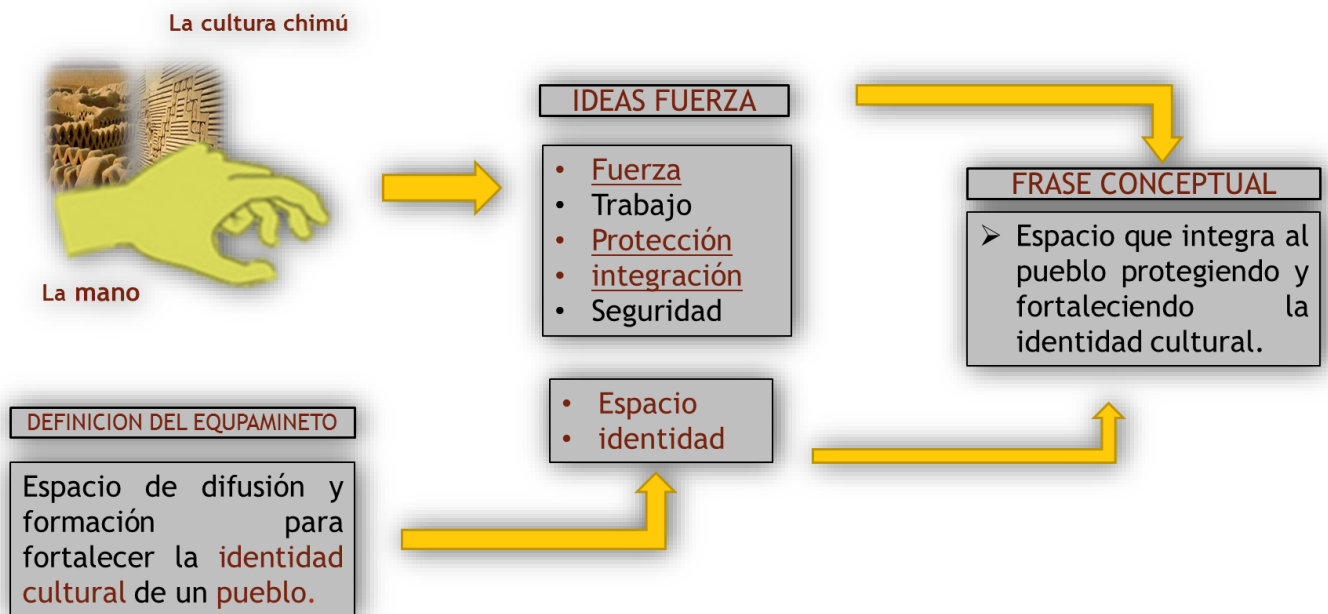 La cultura chimú
La mano
IDEAS FUERZA
• Fuerza
• Trabajo
• Protección
• integración
• Seguridad
FRASE CONCEPTUAL
➢ Espacio que integra al
pueblo protegiendo y
fortaleciendo la
identidad cultural.
• Espacio
• identidad
DEFINICION DEL EQUPAMINETO
Espacio de difusión y
formación para
fortalecer la identidad
cultural de un pueblo.